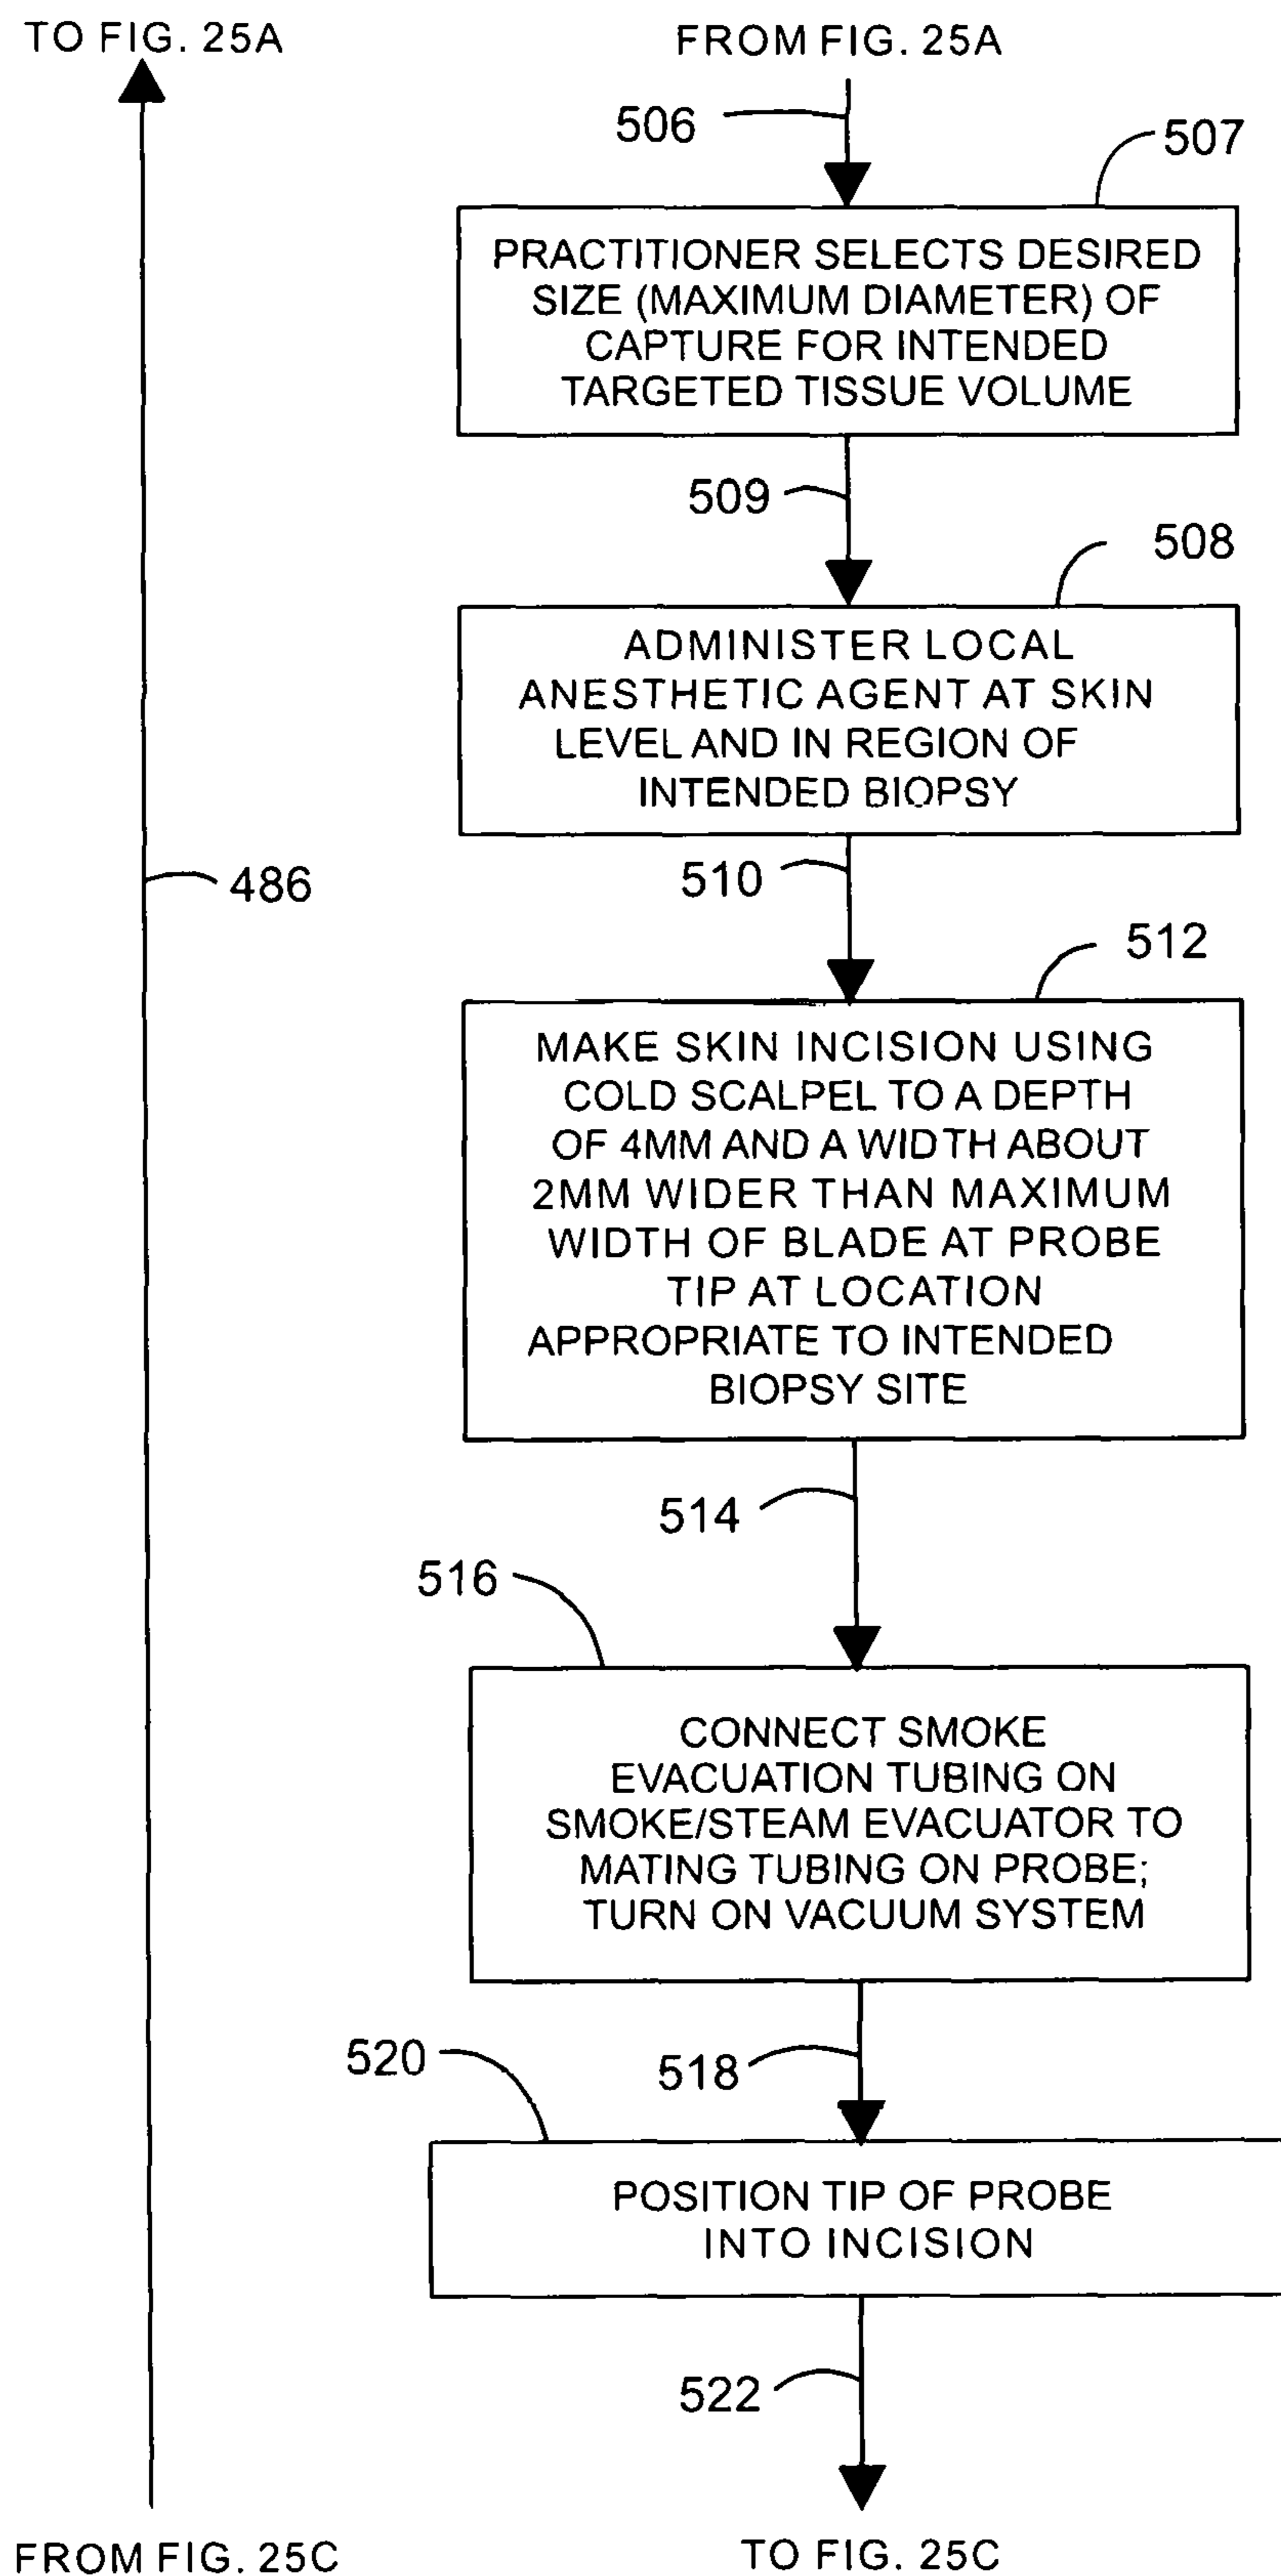 TO FIG. 25A
FROM FIG. 25A
506
507
PRACTITIONER SELECTS DESIRED
SIZE (MAXIMUM DIAMETER) OF
CAPTURE FOR INTENDED
TARGETED TISSUE VOLUME
509
508
ADMINISTER LOCAL
ANESTHETIC AGENT AT SKIN
LEVEL AND IN REGION OF
INTENDED BIOPSY
510
486
512
MAKE SKIN INCISION USING
COLD SCALPEL TO A DEPTH
OF 4MM AND A WIDTH ABOUT
2MM WIDER THAN MAXIMUM
WIDTH OF BLADE AT PROBE
TIP AT LOCATION
APPROPRIATE TO INTENDED
BIOPSY SITE
514
516
CONNECT SMOKE
EVACUATION TUBING ON
SMOKE/STEAM EVACUATOR TO
MATING TUBING ON PROBE;
TURN ON VACUUM SYSTEM
520
518
POSITION TIP OF PROBE
INTO INCISION
522
FROM FIG. 25C
TO FIG. 25C